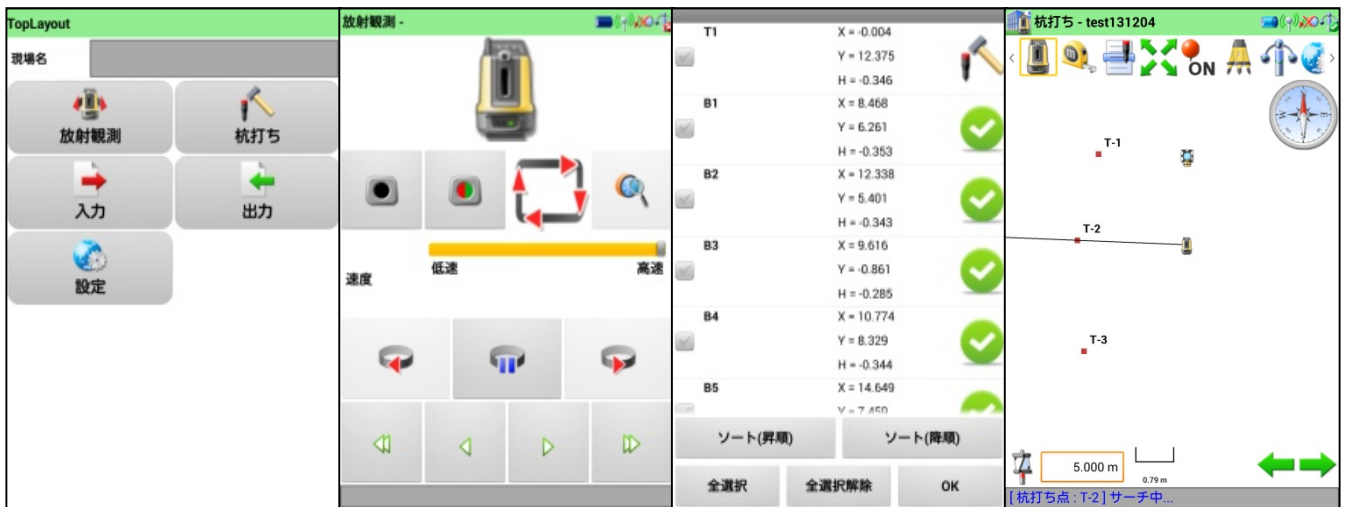 TopLayout
現場名
放射観測
杭打ち
入力
出力
設定
放射観測 -
低速
高速
速度
T1
X = -0.004
Y = 12.375
H = -0.346
B1
X = 8.468
Y = 6.261
H = -0.353
B2
X = 12.338
Y = 5.401
H = -0.343
B3
X = 9.616
Y = -0.861
H = -0.285
B4
X = 10.774
Y = 8.329
H = -0.344
B5
X = 14.649
Y = 7.459
ソート(昇順)
ソート(降順)
全選択
全選択解除
OK
杭打ち - test131204
ON
T-1
T-2
T-3
5.000 m
0.79 m
[杭打ち点 : T-2] サーチ中...